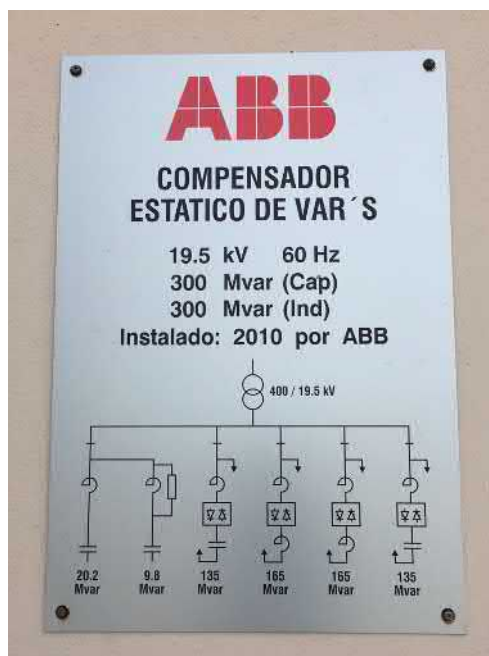 ABB
COMPENSADOR
ESTATICO DE VAR´S
19.5 kV 60 Hz
300 Mvar (Cap)
300 Mvar (Ind)
Instalado: 2010 por ABB
400 / 19.5 kV
20.2 9.8 135 165 165 135
Mvar Mvar Mvar Mvar Mvar Mvar